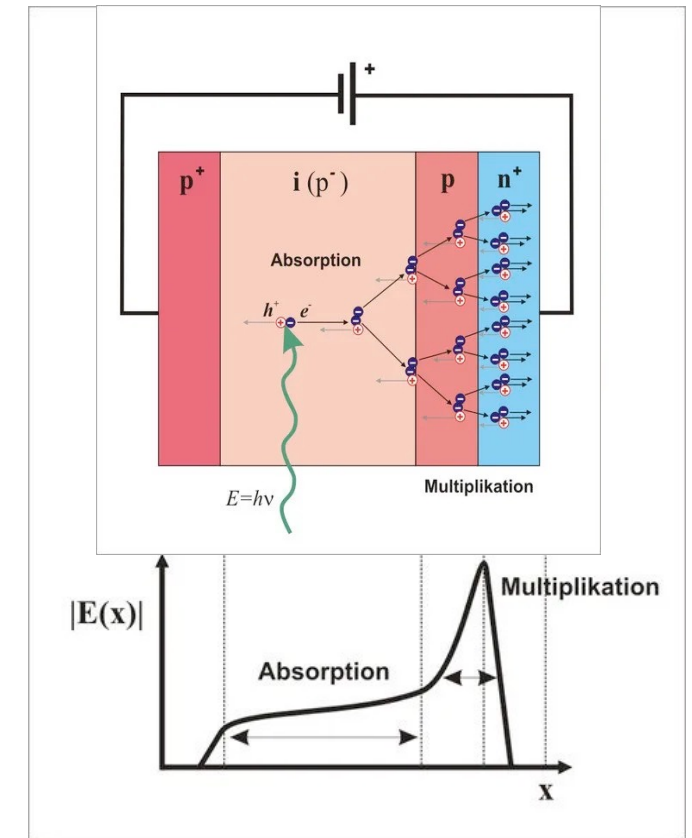 +
p⁺ i (p⁻) p n⁺
Absorption
h⁺ e⁻
E=hν
Multiplikation
|E(x)|
Multiplikation
Absorption
x